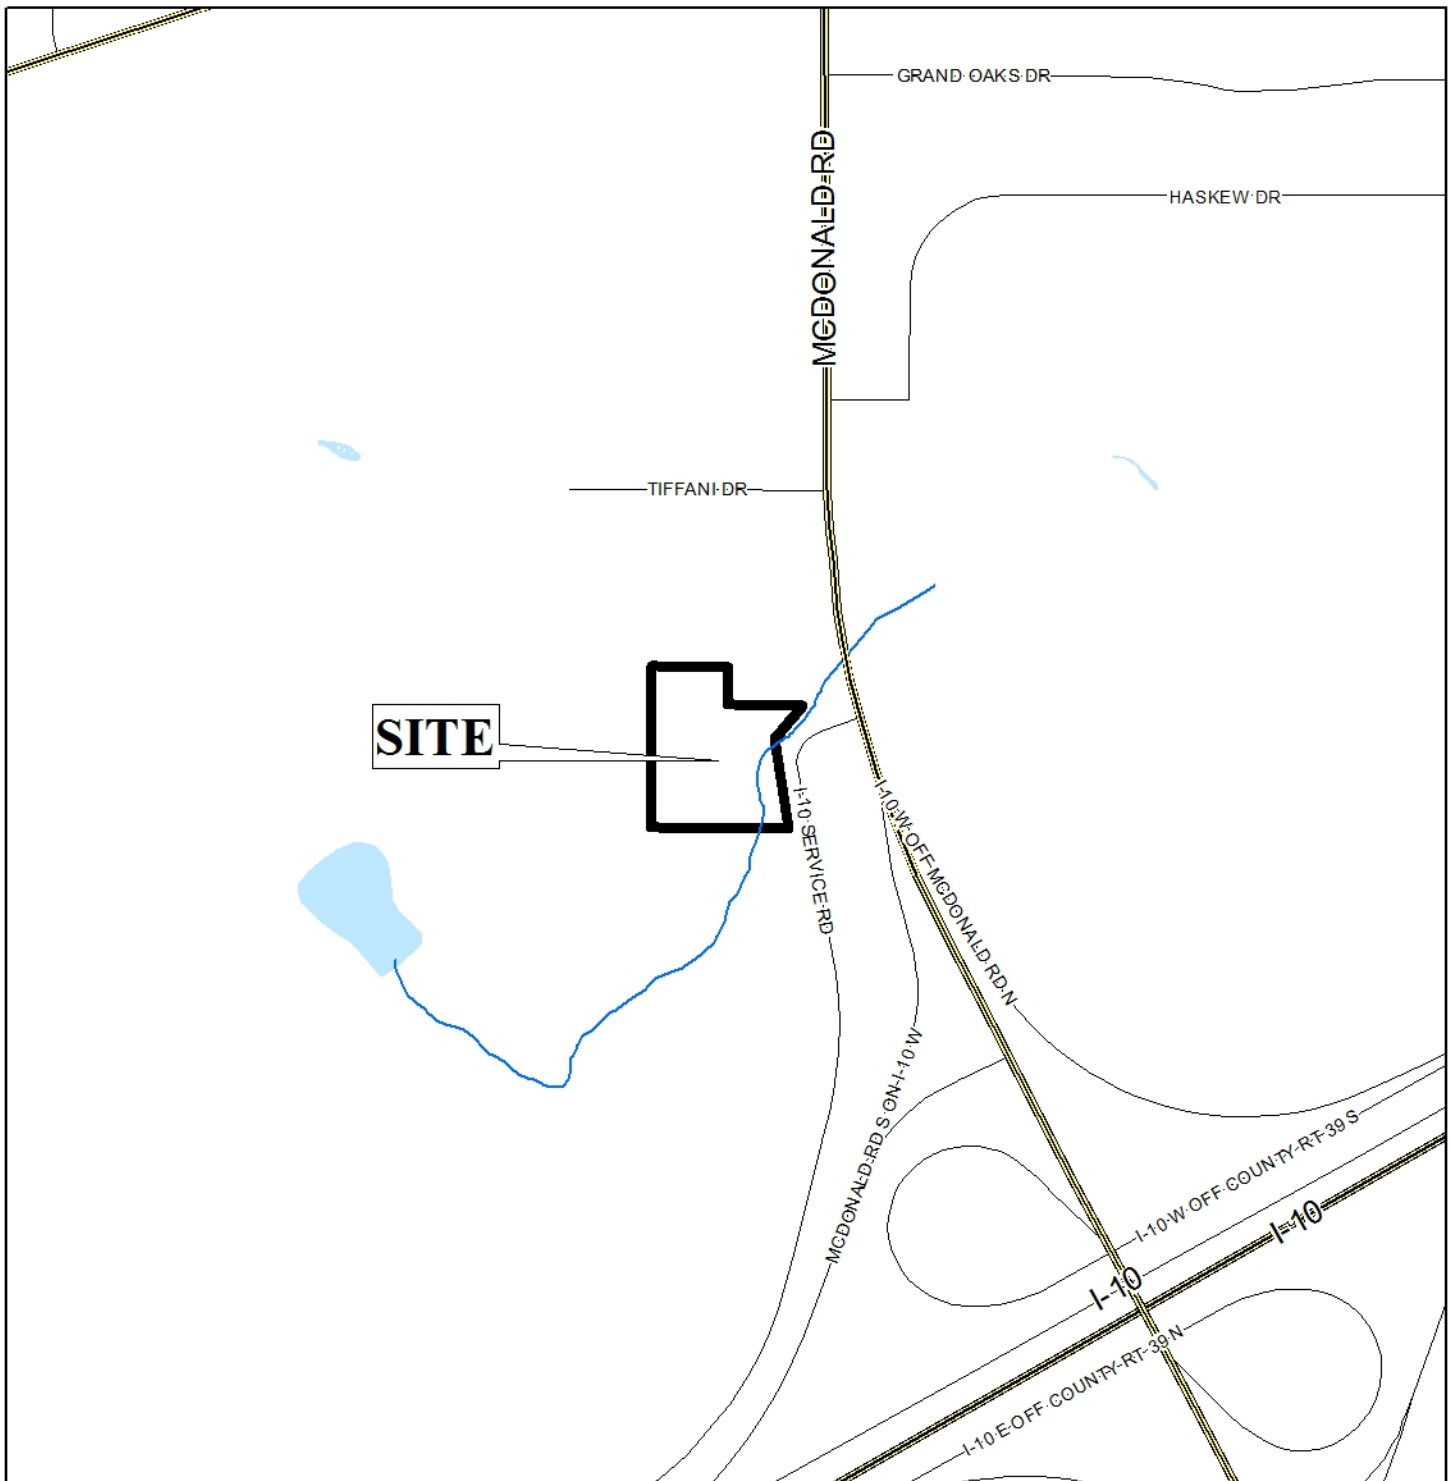 GRAND OAKS DR
MCDONALD RD
HASKEW DR
TIFFANI DR
SITE
I-10 SERVICE RD
I-10 W OFF MCDONALD RD N
MCDONALD RD S ON I-10 W
I-10 W OFF COUNTY RT 39 S
I-10
I-10
I-10 E OFF COUNTY RT 39 N